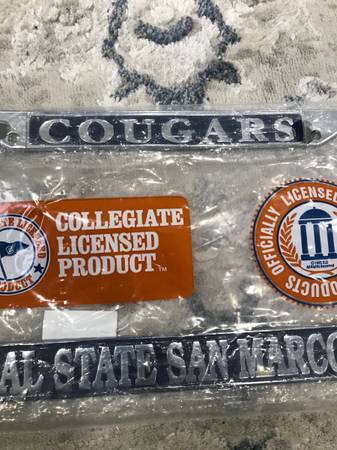 COUGARS
COLLEGIATE
LICENSED
PRODUCT™
OFFICIALLY LICENSED
PRODUCTS
AL STATE SAN MARCO